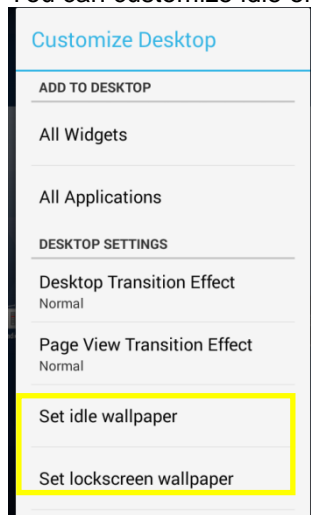 Customize Desktop
ADD TO DESKTOP
All Widgets
All Applications
DESKTOP SETTINGS
Desktop Transition Effect
Normal
Page View Transition Effect
Normal
Set idle wallpaper
Set lockscreen wallpaper